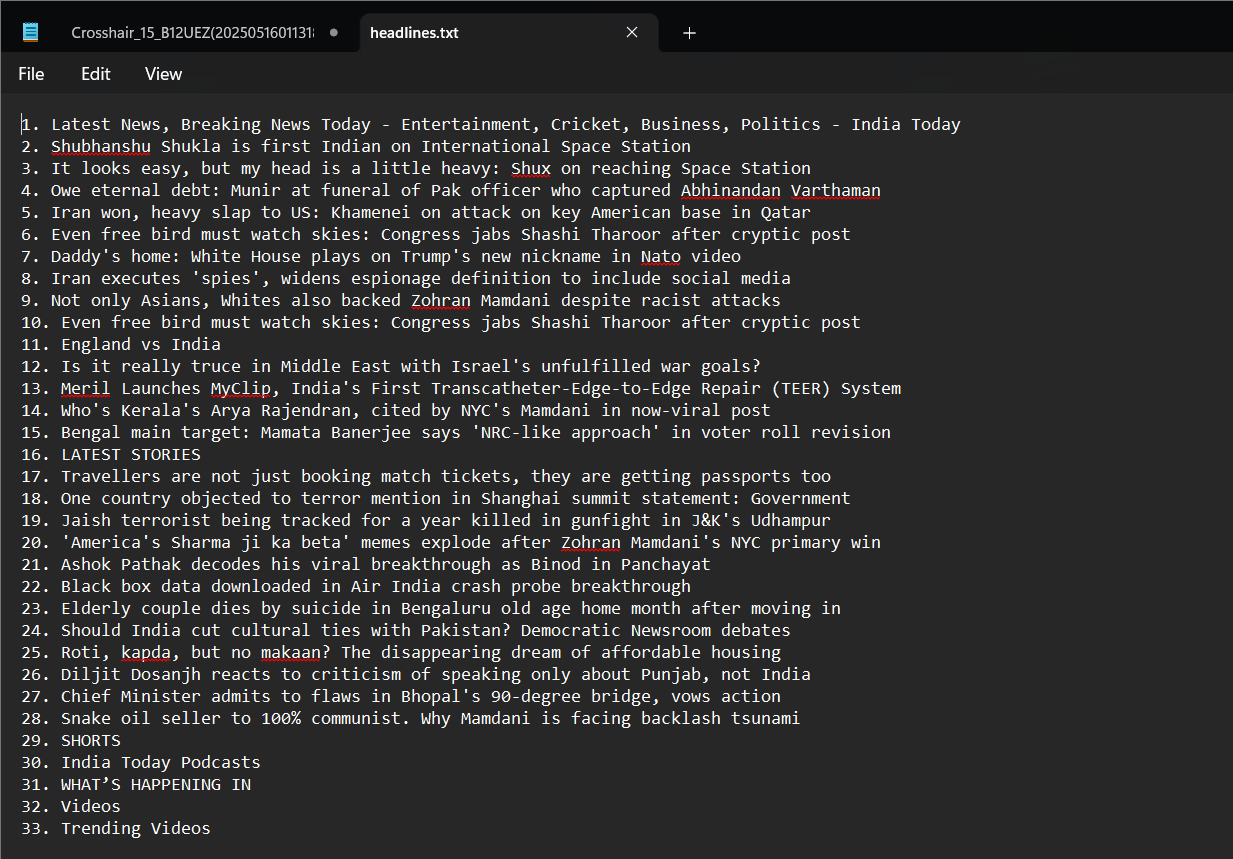 Crosshair_15_B12UEZ(2025051601131
headlines.txt
File Edit View
1. Latest News, Breaking News Today - Entertainment, Cricket, Business, Politics - India Today
2. Shubhanshu Shukla is first Indian on International Space Station
3. It looks easy, but my head is a little heavy: Shux on reaching Space Station
4. Owe eternal debt: Munir at funeral of Pak officer who captured Abhinandan Varthaman
5. Iran won, heavy slap to US: Khamenei on attack on key American base in Qatar
6. Even free bird must watch skies: Congress jabs Shashi Tharoor after cryptic post
7. Daddy's home: White House plays on Trump's new nickname in Nato video
8. Iran executes 'spies', widens espionage definition to include social media
9. Not only Asians, Whites also backed Zohran Mamdani despite racist attacks
10. Even free bird must watch skies: Congress jabs Shashi Tharoor after cryptic post
11. England vs India
12. Is it really truce in Middle East with Israel's unfulfilled war goals?
13. Meril Launches MyClip, India's First Transcatheter-Edge-to-Edge Repair (TEER) System
14. Who's Kerala's Arya Rajendran, cited by NYC's Mamdani in now-viral post
15. Bengal main target: Mamata Banerjee says 'NRC-like approach' in voter roll revision
16. LATEST STORIES
17. Travellers are not just booking match tickets, they are getting passports too
18. One country objected to terror mention in Shanghai summit statement: Government
19. Jaish terrorist being tracked for a year killed in gunfight in J&K's Udhampur
20. 'America's Sharma ji ka beta' memes explode after Zohran Mamdani's NYC primary win
21. Ashok Pathak decodes his viral breakthrough as Binod in Panchayat
22. Black box data downloaded in Air India crash probe breakthrough
23. Elderly couple dies by suicide in Bengaluru old age home month after moving in
24. Should India cut cultural ties with Pakistan? Democratic Newsroom debates
25. Roti, kapda, but no makaan? The disappearing dream of affordable housing
26. Diljit Dosanjh reacts to criticism of speaking only about Punjab, not India
27. Chief Minister admits to flaws in Bhopal's 90-degree bridge, vows action
28. Snake oil seller to 100% communist. Why Mamdani is facing backlash tsunami
29. SHORTS
30. India Today Podcasts
31. WHAT’S HAPPENING IN
32. Videos
33. Trending Videos